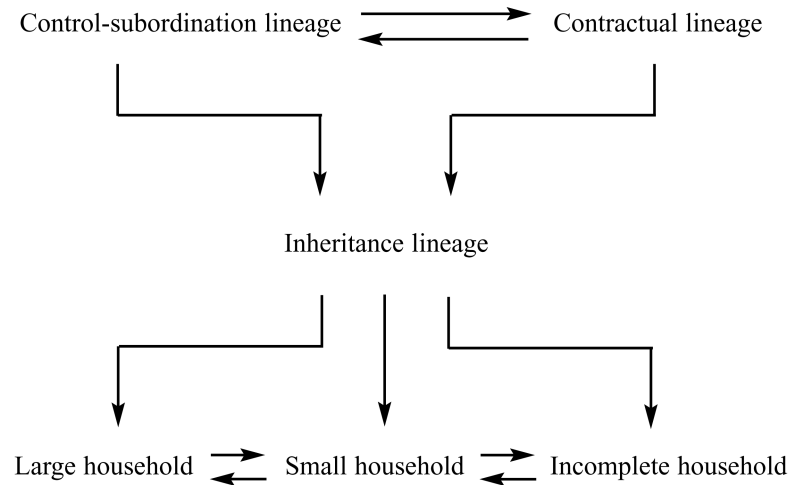 Control-subordination lineage
Contractual lineage
Inheritance lineage
Large household
Small household
Incomplete household